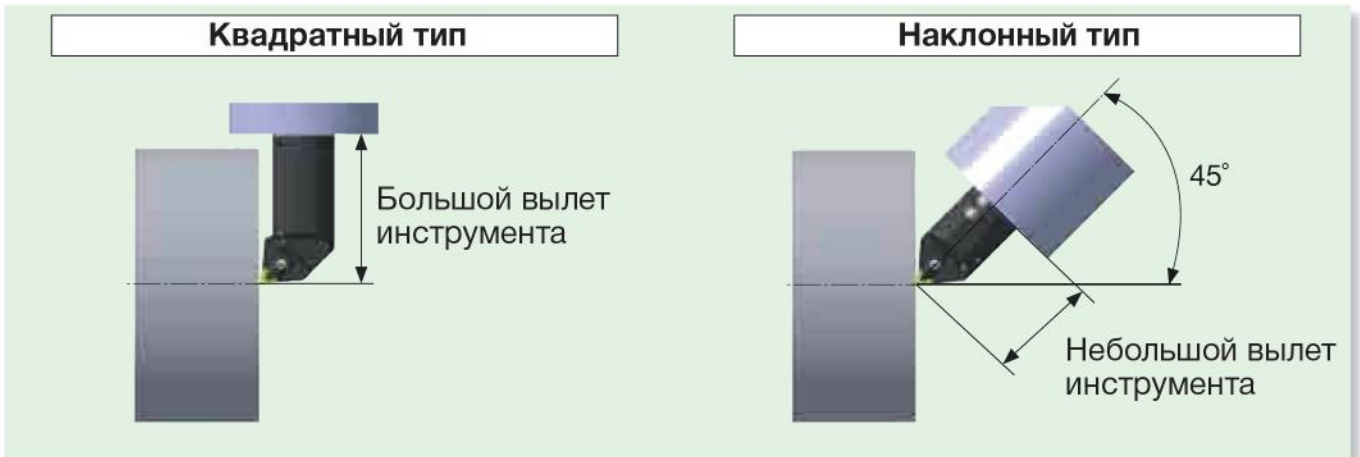 Квадратный тип
Наклонный тип
Большой вылет
инструмента
45°
Небольшой вылет
инструмента